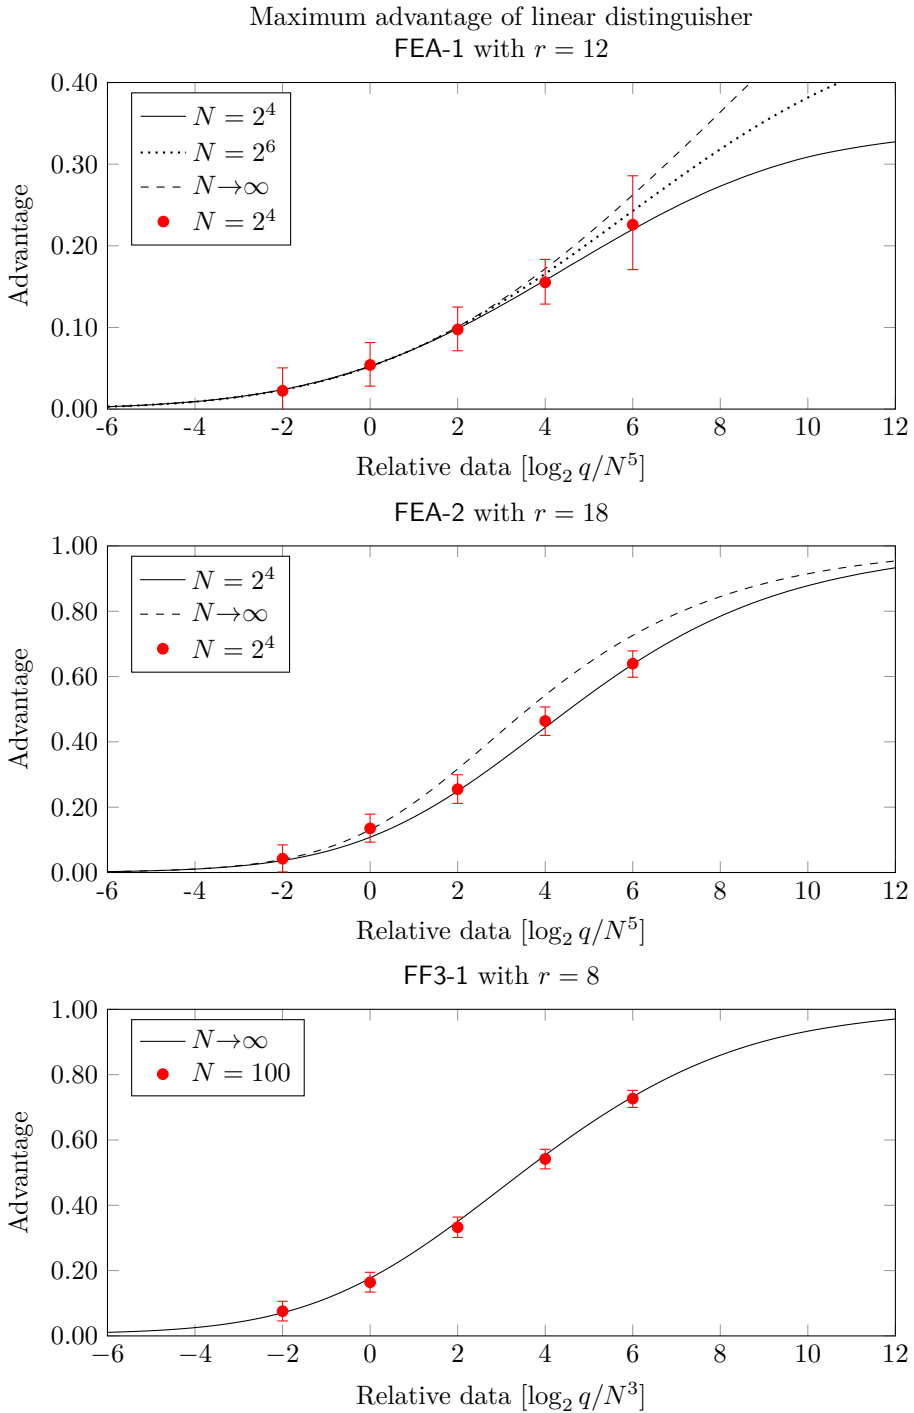 Maximum advantage of linear distinguisher
FEA-1 with r = 12
0.40
0.30
0.20
0.10
0.00
Advantage
N = 2^4
N = 2^6
N→∞
N = 2^4
-6 -4 -2 0 2 4 6 8 10 12
Relative data [log₂ q/N^5]
FEA-2 with r = 18
1.00
0.80
0.60
0.40
0.20
0.00
Advantage
N = 2^4
N→∞
N = 2^4
-6 -4 -2 0 2 4 6 8 10 12
Relative data [log₂ q/N^5]
FF3-1 with r = 8
1.00
0.80
0.60
0.40
0.20
0.00
Advantage
N→∞
N = 100
−6 −4 −2 0 2 4 6 8 10 12
Relative data [log₂ q/N^3]